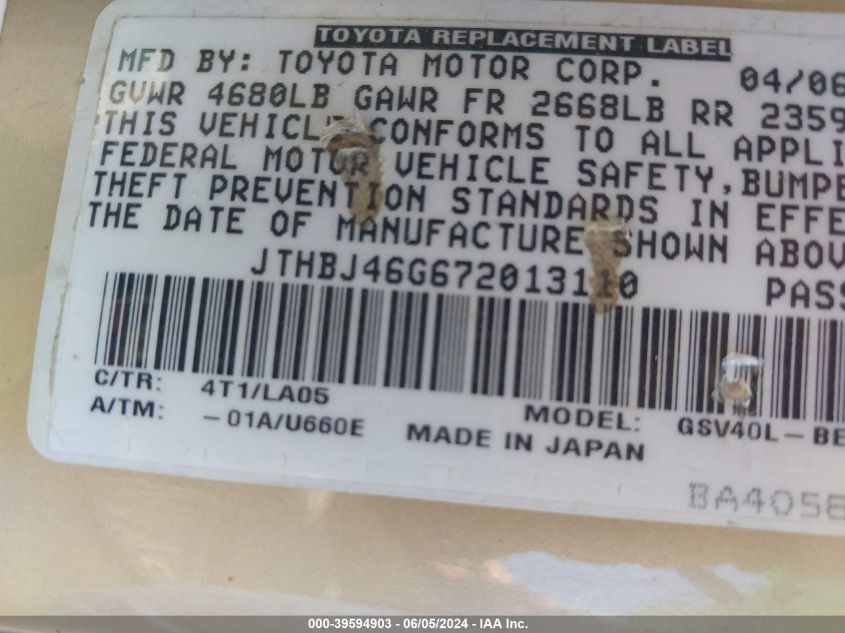 TOYOTA REPLACEMENT LABEL
MFD BY: TOYOTA MOTOR CORP. 04/06
GVWR 4680LB GAWR FR 2668LB RR 2359
THIS VEHICLE CONFORMS TO ALL APPLI
FEDERAL MOTOR VEHICLE SAFETY,BUMPE
THEFT PREVENTION STANDARDS IN EFFE
THE DATE OF MANUFACTURE SHOWN ABOV
JTHBJ46G672013110 PASS
C/TR: 4T1/LA05
A/TM: -01A/U660E MODEL: GSV40L-BE
MADE IN JAPAN
BA4058
000-39594903 - 06/05/2024 - IAA Inc.